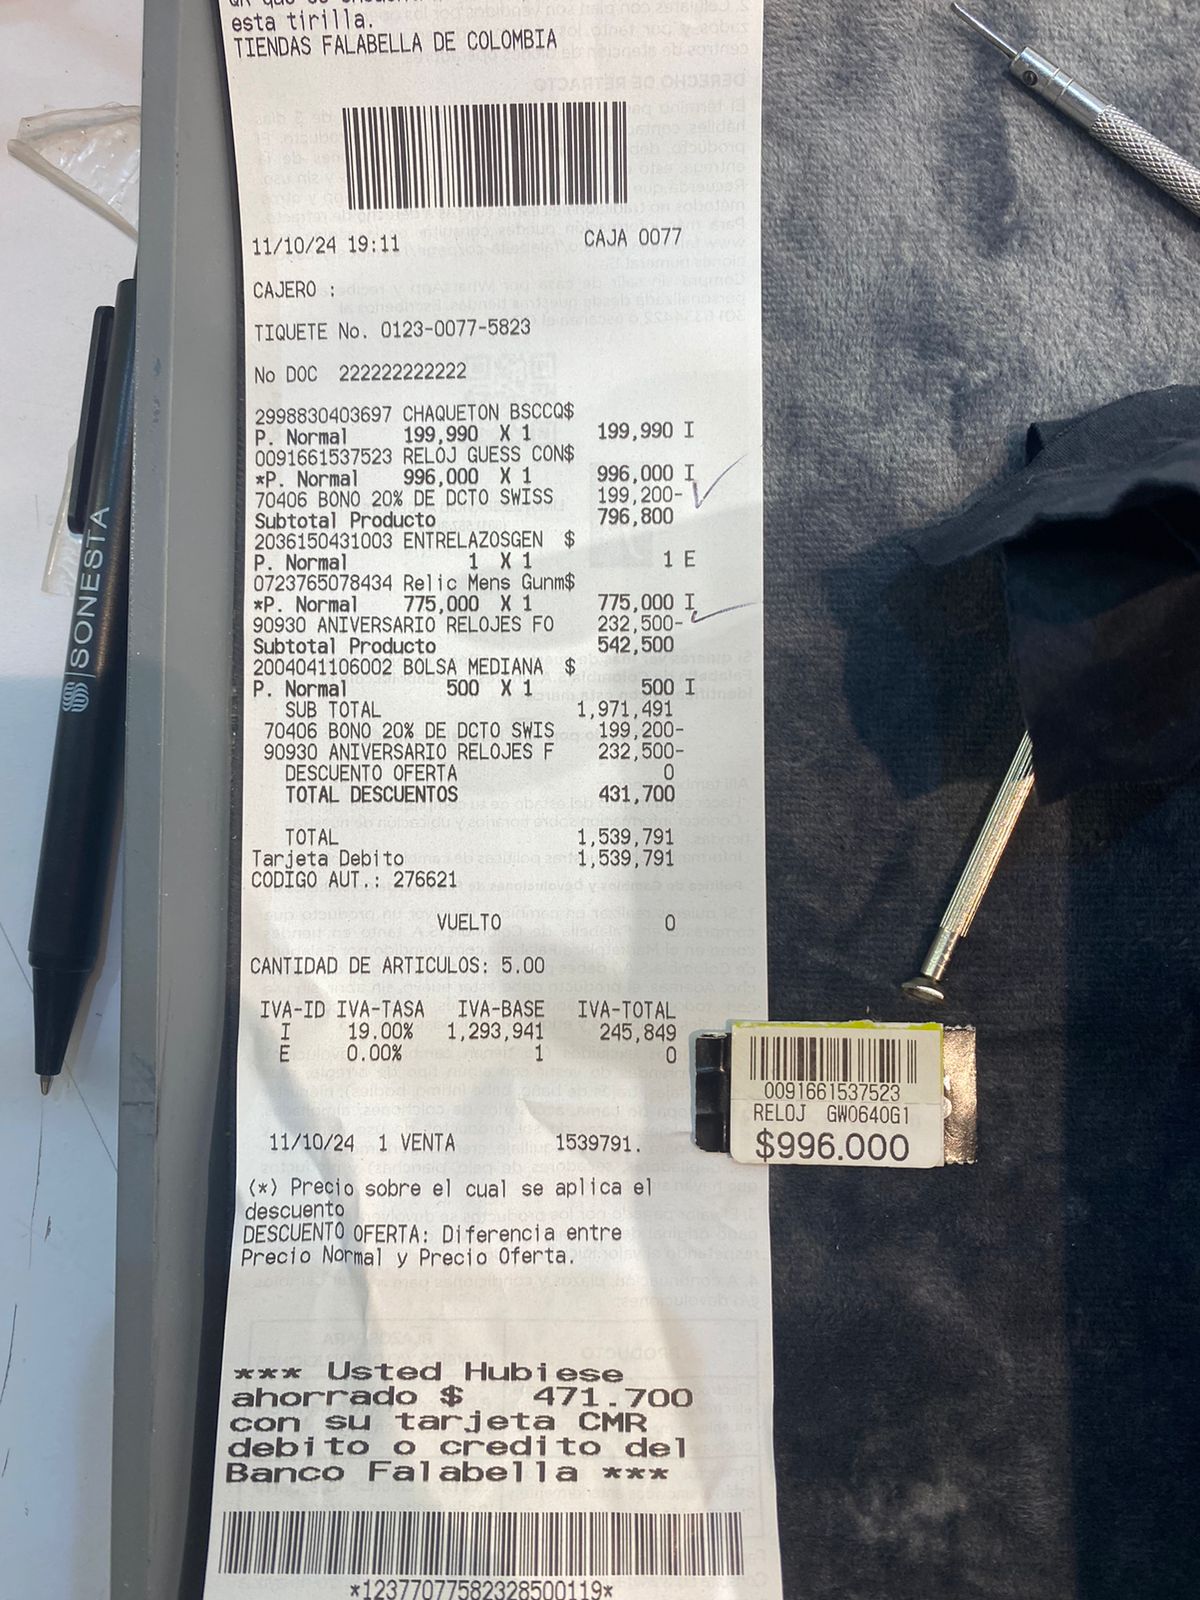 esta tirilla.
TIENDAS FALABELLA DE COLOMBIA
11/10/24 19:11 CAJA 0077
CAJERO :
TIQUETE No. 0123-0077-5823
No DOC 222222222222
2998830403697 CHAQUETON BSCCQ$
P. Normal 199,990 X 1 199,990 I
0091661537523 RELOJ GUESS CON$
*P. Normal 996,000 X 1 996,000 I
70406 BONO 20% DE DCTO SWISS 199,200-
Subtotal Producto 796,800
2036150431003 ENTRELAZOSGEN $
P. Normal 1 X 1 1 E
0723765078434 Relic Mens Gunm$
*P. Normal 775,000 X 1 775,000 I
90930 ANIVERSARIO RELOJES FO 232,500-
Subtotal Producto 542,500
2004041106002 BOLSA MEDIANA $
P. Normal 500 X 1 500 I
SUB TOTAL 1,971,491
70406 BONO 20% DE DCTO SWIS 199,200-
90930 ANIVERSARIO RELOJES F 232,500-
DESCUENTO OFERTA 0
TOTAL DESCUENTOS 431,700
TOTAL 1,539,791
Tarjeta Debito 1,539,791
CODIGO AUT.: 276621
VUELTO 0
CANTIDAD DE ARTICULOS: 5.00
IVA-ID IVA-TASA IVA-BASE IVA-TOTAL
I 19.00% 1,293,941 245,849
E 0.00% 1 0
11/10/24 1 VENTA 1539791.
(*) Precio sobre el cual se aplica el
descuento
DESCUENTO OFERTA: Diferencia entre
Precio Normal y Precio Oferta.
*** Usted Hubiese
ahorrado $ 471.700
con su tarjeta CMR
debito o credito del
Banco Falabella ***
*12377077582328500119*
SONESTA
0091661537523
RELOJ GW0640G1
$996.000